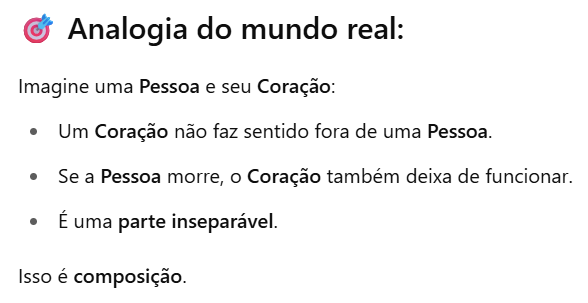 🎯 Analogia do mundo real:
Imagine uma Pessoa e seu Coração:
• Um Coração não faz sentido fora de uma Pessoa.
• Se a Pessoa morre, o Coração também deixa de funcionar.
• É uma parte inseparável.
Isso é composição.